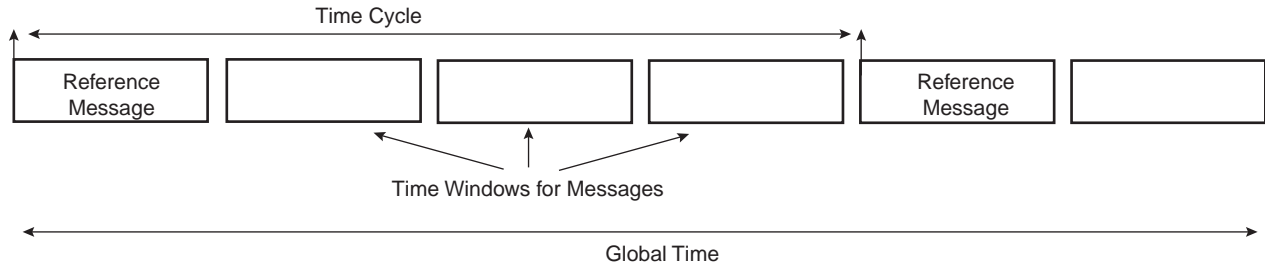 Time Cycle
Reference
Message
Reference
Message
Time Windows for Messages
Global Time